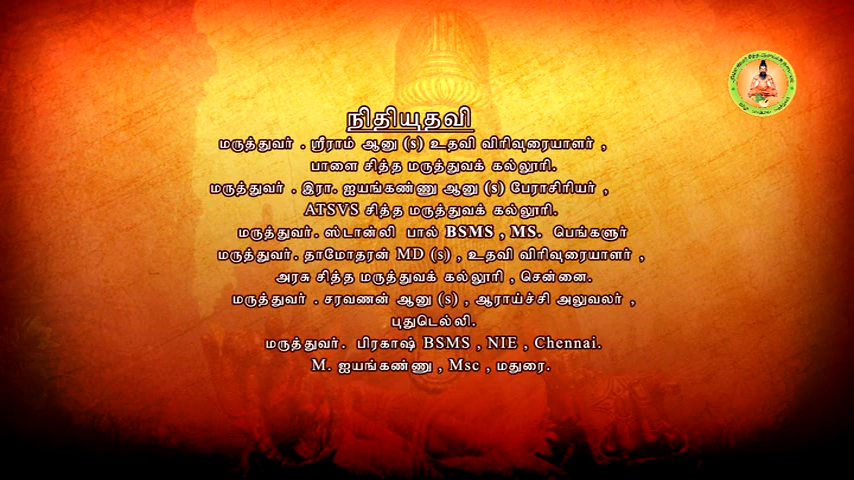 நிதியுதவி
மருத்துவர் . ஸ்ரீராம் ஆனு (s) உதவி விரிவுரையாளர் ,
பாளை சித்த மருத்துவக் கல்லூரி.
மருத்துவர் . இரா. ஐயங்கண்ணு ஆனு (s) பேராசிரியர் ,
ATSVS சித்த மருத்துவக் கல்லூரி.
மருத்துவர். ஸ்டான்லி பால் BSMS , MS. பெங்களுர்
மருத்துவர். தாமோதரன் MD (s) , உதவி விரிவுரையாளர் ,
அரசு சித்த மருத்துவக் கல்லூரி , சென்னை.
மருத்துவர் . சரவணன் ஆனு (s) , ஆராய்ச்சி அலுவலர் ,
புதுடெல்லி.
மருத்துவர். பிரகாஷ் BSMS , NIE , Chennai.
M. ஐயங்கண்ணு , Msc , மதுரை.